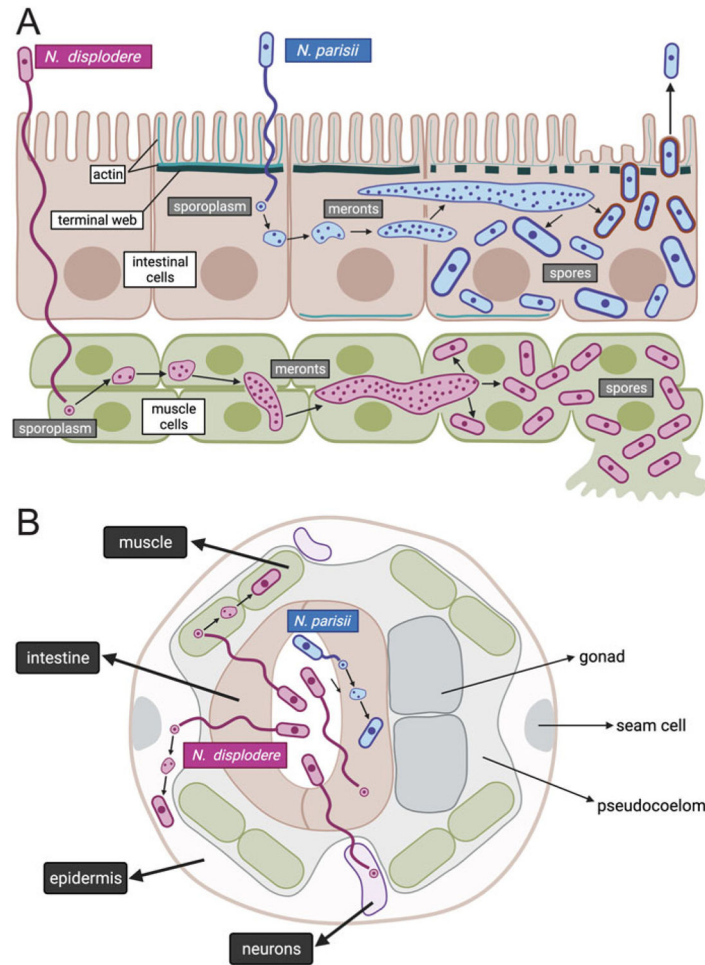 A
N. displodere
N. parisii
actin
terminal web
sporoplasm
meronts
intestinal
cells
spores
meronts
spores
muscle
cells
sporoplasm
B
muscle
N. parisii
intestine
gonad
seam cell
N. displodere
pseudocoelom
epidermis
neurons